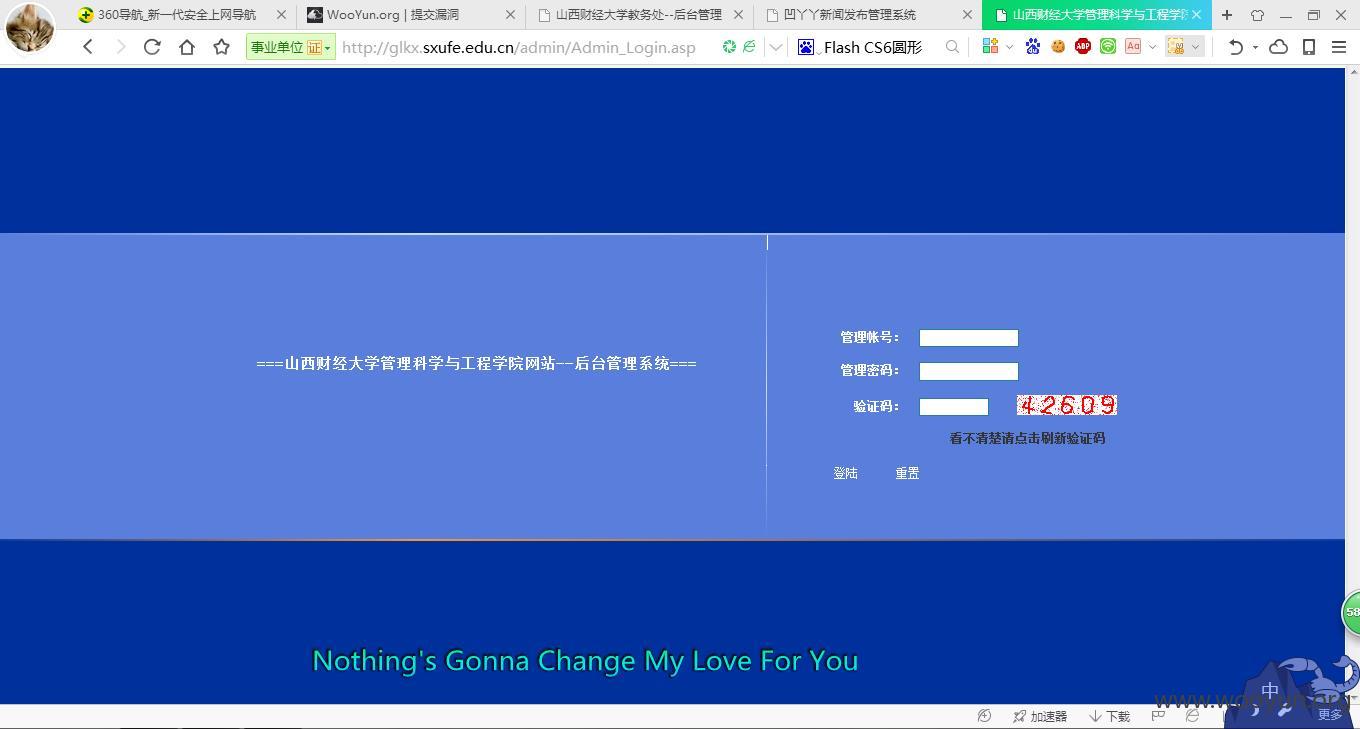 360导航_新一代安全上网导航
WooYun.org | 提交漏洞
山西财经大学教务处--后台管理
凹丫丫新闻发布管理系统
山西财经大学管理科学与工程学院
事业单位 证
http://glkx.sxufe.edu.cn/admin/Admin_Login.asp
Flash CS6圆形
ABP
Aa
===山西财经大学管理科学与工程学院网站--后台管理系统===
管理帐号：
管理密码：
验证码：
42609
看不清楚请点击刷新验证码
登陆 重置
58
Nothing's Gonna Change My Love For You
中
www.wooyun.org
加速器 下载
更多